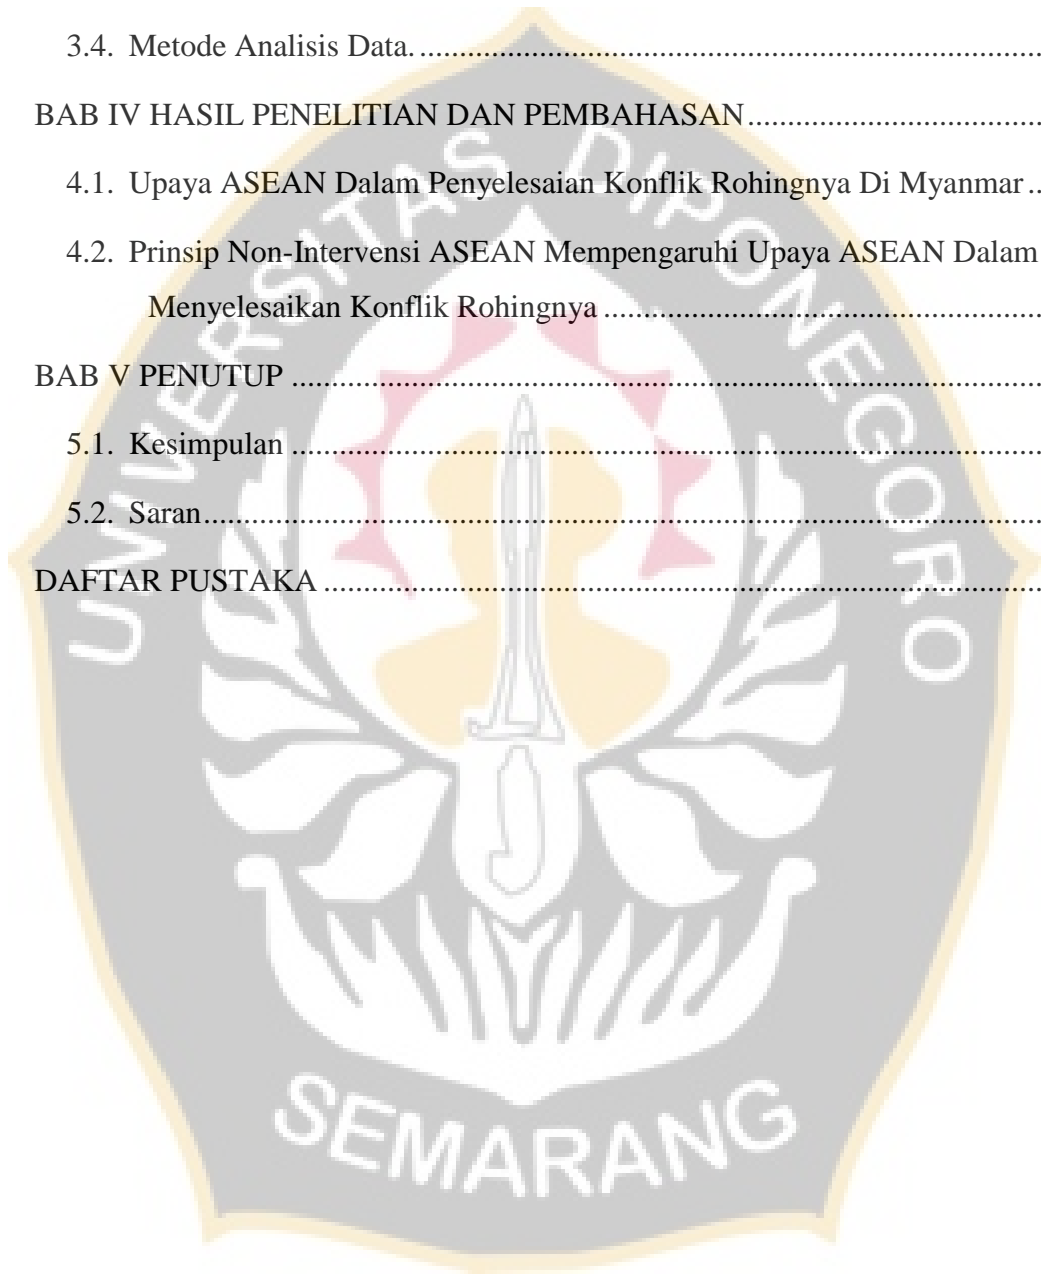 3.4. Metode Analisis Data. ..........................................................................
BAB IV HASIL PENELITIAN DAN PEMBAHASAN...................................
4.1. Upaya ASEAN Dalam Penyelesaian Konflik Rohingnya Di Myanmar ..
4.2. Prinsip Non-Intervensi ASEAN Mempengaruhi Upaya ASEAN Dalam
Menyelesaikan Konflik Rohingnya .....................................................
BAB V PENUTUP .........................................................................................
5.1. Kesimpulan ..........................................................................................
5.2. Saran.....................................................................................................
DAFTAR PUSTAKA .....................................................................................
UNIVERSITAS DIPONEGORO
SEMARANG